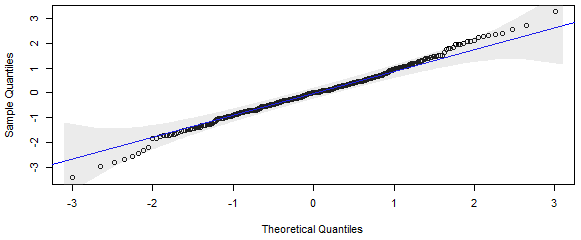 3
2
1
0
-1
-2
-3
Sample Quantiles
-3 -2 -1 0 1 2 3
Theoretical Quantiles